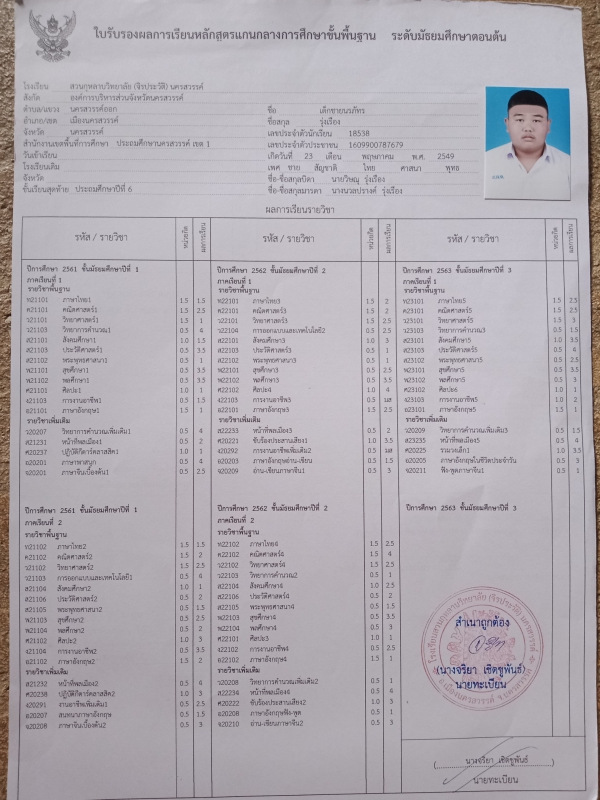 ใบรับรองผลการเรียนหลักสูตรแกนกลางการศึกษาขั้นพื้นฐาน ระดับมัธยมศึกษาตอนต้น
โรงเรียน สวนกุหลาบวิทยาลัย (จิรประวัติ) นครสวรรค์
สังกัด องค์การบริหารส่วนจังหวัดนครสวรรค์
ตำบล/แขวง นครสวรรค์ออก
อำเภอ/เขต เมืองนครสวรรค์
จังหวัด นครสวรรค์
สำนักงานเขตพื้นที่การศึกษา ประถมศึกษานครสวรรค์ เขต 1
วันเข้าเรียน
โรงเรียนเดิม
จังหวัด
ชั้นเรียนสุดท้าย ประถมศึกษาปีที่ 6
ชื่อ เด็กชายนรภัทร
ชื่อสกุล รุ่งเรือง
เลขประจำตัวนักเรียน 18538
เลขประจำตัวประชาชน 1609900787679
เกิดวันที่ 23 เดือน พฤษภาคม พ.ศ. 2549
เพศ ชาย สัญชาติ ไทย ศาสนา พุทธ
ชื่อ-ชื่อสกุลบิดา นายวิษณุ รุ่งเรือง
ชื่อ-ชื่อสกุลมารดา นางนวลปรางค์ รุ่งเรือง
ผลการเรียนรายวิชา
รหัส / รายวิชา หน่วยกิต ผลการเรียน
ปีการศึกษา 2561 ชั้นมัธยมศึกษาปีที่ 1
ภาคเรียนที่ 1
รายวิชาพื้นฐาน
ท21101 ภาษาไทย1 1.5 1.5
ค21101 คณิตศาสตร์1 1.5 2.5
ว21101 วิทยาศาสตร์1 1.5 1
ว21103 วิทยาการคำนวณ1 0.5 4
ส21101 สังคมศึกษา1 1.0 1.5
ส21103 ประวัติศาสตร์1 0.5 3.5
ส21102 พระพุทธศาสนา1 0.5 1
พ21101 สุขศึกษา1 0.5 3.5
พ21102 พลศึกษา1 0.5 3.5
ศ21101 ศิลปะ1 1.0 1
ง21103 การงานอาชีพ1 0.5 1.5
อ21101 ภาษาอังกฤษ1 1.5 1
รายวิชาเพิ่มเติม
ว20207 วิทยาการคำนวณเพิ่มเติม1 0.5 4
ส21231 หน้าที่พลเมือง1 0.5 2
ศ20237 ปฏิบัติกีตาร์คลาสสิค1 1.0 1
อ20201 ภาษาพาสนุก 0.5 4
จ20201 ภาษาจีนเบื้องต้น1 0.5 2.5
ปีการศึกษา 2561 ชั้นมัธยมศึกษาปีที่ 1
ภาคเรียนที่ 2
รายวิชาพื้นฐาน
ท21102 ภาษาไทย2 1.5 1.5
ค21102 คณิตศาสตร์2 1.5 2
ว21102 วิทยาศาสตร์2 1.5 2.5
ว21103 การออกแบบและเทคโนโลยี1 0.5 4
ส21104 สังคมศึกษา2 1.0 1
ส21106 ประวัติศาสตร์2 0.5 2
ส21105 พระพุทธศาสนา2 0.5 1.5
พ21103 สุขศึกษา2 0.5 2.5
พ21104 พลศึกษา2 0.5 2
ศ21102 ศิลปะ2 1.0 3
ง21104 การงานอาชีพ2 0.5 3.5
อ21102 ภาษาอังกฤษ2 1.5 2
รายวิชาเพิ่มเติม
ส21232 หน้าที่พลเมือง2 0.5 4
ศ20238 ปฏิบัติกีตาร์คลาสสิค2 1.0 3
ง20291 งานอาชีพเพิ่มเติม1 0.5 2.5
อ20207 สนทนาภาษาอังกฤษ 0.5 1.5
จ20208 ภาษาจีนเบื้องต้น2 0.5 3
รหัส / รายวิชา หน่วยกิต ผลการเรียน
ปีการศึกษา 2562 ชั้นมัธยมศึกษาปีที่ 2
ภาคเรียนที่ 1
รายวิชาพื้นฐาน
ท22101 ภาษาไทย3 1.5 2
ค22101 คณิตศาสตร์3 1.5 2
ว22101 วิทยาศาสตร์3 1.5 2.5
ว22104 การออกแบบและเทคโนโลยี2 0.5 2.5
ส22101 สังคมศึกษา3 1.0 3
ส22103 ประวัติศาสตร์3 0.5 1
ส22102 พระพุทธศาสนา3 0.5 1
พ22101 สุขศึกษา3 0.5 2.5
พ22102 พลศึกษา3 0.5 3.5
ศ22102 ศิลปะ4 1.0 4
ง22103 การงานอาชีพ3 0.5 มส
อ22101 ภาษาอังกฤษ3 1.5 2.5
รายวิชาเพิ่มเติม
ส22233 หน้าที่พลเมือง3 0.5 2
ศ20221 ขับร้องประสานเสียง1 1.0 3.5
ง20292 การงานอาชีพเพิ่มเติม2 0.5 มส
อ20203 ภาษาอังกฤษอ่าน-เขียน 0.5 1.5
จ20209 อ่าน-เขียนภาษาจีน1 0.5 3
ปีการศึกษา 2562 ชั้นมัธยมศึกษาปีที่ 2
ภาคเรียนที่ 2
รายวิชาพื้นฐาน
ท22102 ภาษาไทย4 1.5 2.5
ค22102 คณิตศาสตร์4 1.5 4
ว22102 วิทยาศาสตร์4 1.5 2.5
ว22103 วิทยาการคำนวณ2 0.5 1
ส22104 สังคมศึกษา4 1.0 2.5
ส22106 ประวัติศาสตร์4 0.5 2
ส22105 พระพุทธศาสนา4 0.5 1.5
พ22103 สุขศึกษา4 0.5 3.5
พ22104 พลศึกษา4 0.5 3
ศ22101 ศิลปะ3 1.0 1
ง22102 การงานอาชีพ4 0.5 2.5
อ22102 ภาษาอังกฤษ4 1.5 1
รายวิชาเพิ่มเติม
ว20208 วิทยาการคำนวณเพิ่มเติม2 0.5 1
ส22234 หน้าที่พลเมือง4 0.5 4
ศ20222 ขับร้องประสานเสียง2 1.0 3
อ20208 ภาษาอังกฤษฟัง-พูด 0.5 1
จ20210 อ่าน-เขียนภาษาจีน2 0.5 3
รหัส / รายวิชา หน่วยกิต ผลการเรียน
ปีการศึกษา 2563 ชั้นมัธยมศึกษาปีที่ 3
ภาคเรียนที่ 1
รายวิชาพื้นฐาน
ท23101 ภาษาไทย5 1.5 2.5
ค23101 คณิตศาสตร์5 1.5 2.5
ว23101 วิทยาศาสตร์5 1.5 3
ว23103 วิทยาการคำนวณ3 0.5 1.5
ส23101 สังคมศึกษา5 1.0 3.5
ส23103 ประวัติศาสตร์5 0.5 4
ส23102 พระพุทธศาสนา5 0.5 2.5
พ23101 สุขศึกษา5 0.5 3.5
พ23102 พลศึกษา5 0.5 3
ศ23102 ศิลปะ6 1.0 1
ง23103 การงานอาชีพ5 1.0 2
อ23101 ภาษาอังกฤษ5 1.5 1
รายวิชาเพิ่มเติม
ว20209 วิทยาการคำนวณเพิ่มเติม3 0.5 1.5
ส23235 หน้าที่พลเมือง5 0.5 4
ศ20225 รวมวงเล็ก1 1.0 3.5
อ20205 ภาษาอังกฤษในชีวิตประจำวัน 0.5 3
จ20211 ฟัง-พูดภาษาจีน1 0.5 1
ปีการศึกษา 2563 ชั้นมัธยมศึกษาปีที่ 3
สำเนาถูกต้อง
(นางจริยา เชิดชูพันธ์)
นายทะเบียน
( นางจริยา เชิดชูพันธ์ )
นายทะเบียน